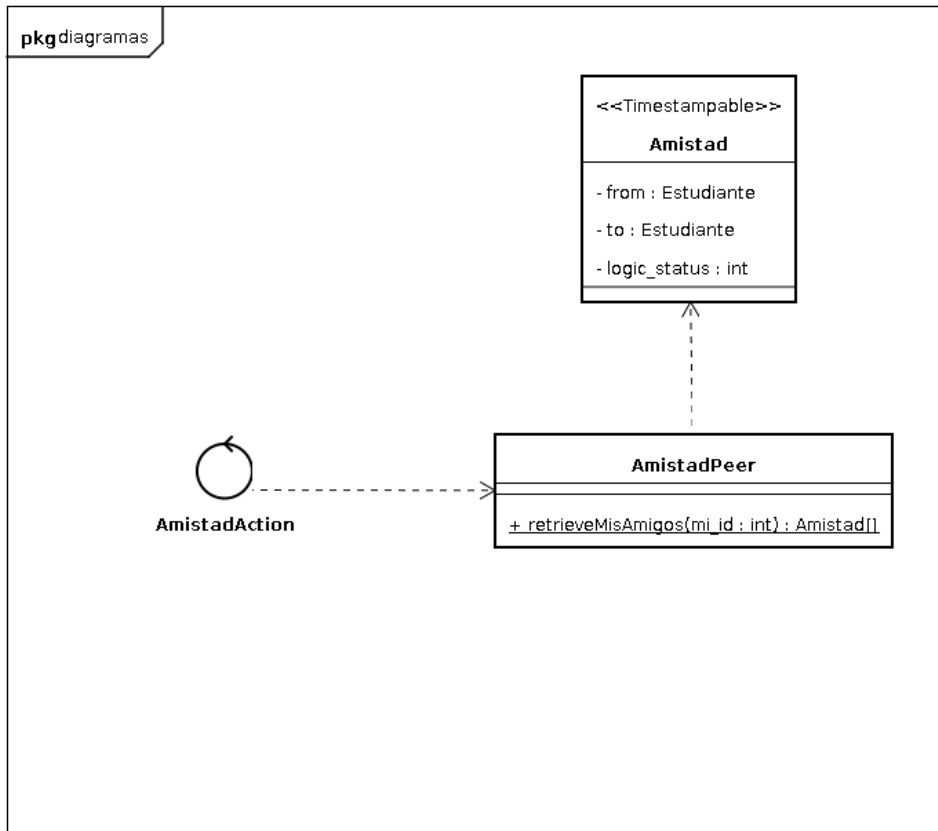 pkg diagramas
<<Timestampable>>
Amistad
- from : Estudiante
- to : Estudiante
- logic_status : int
AmistadPeer
+ retrieveMisAmigos(mi_id : int) : Amistad[]
AmistadAction